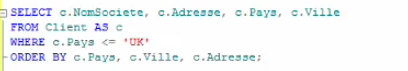 SELECT c.NomSociete, c.Adresse, c.Pays, c.Ville
FROM Client AS c
WHERE c.Pays <= 'UK'
ORDER BY c.Pays, c.Ville, c.Adresse;